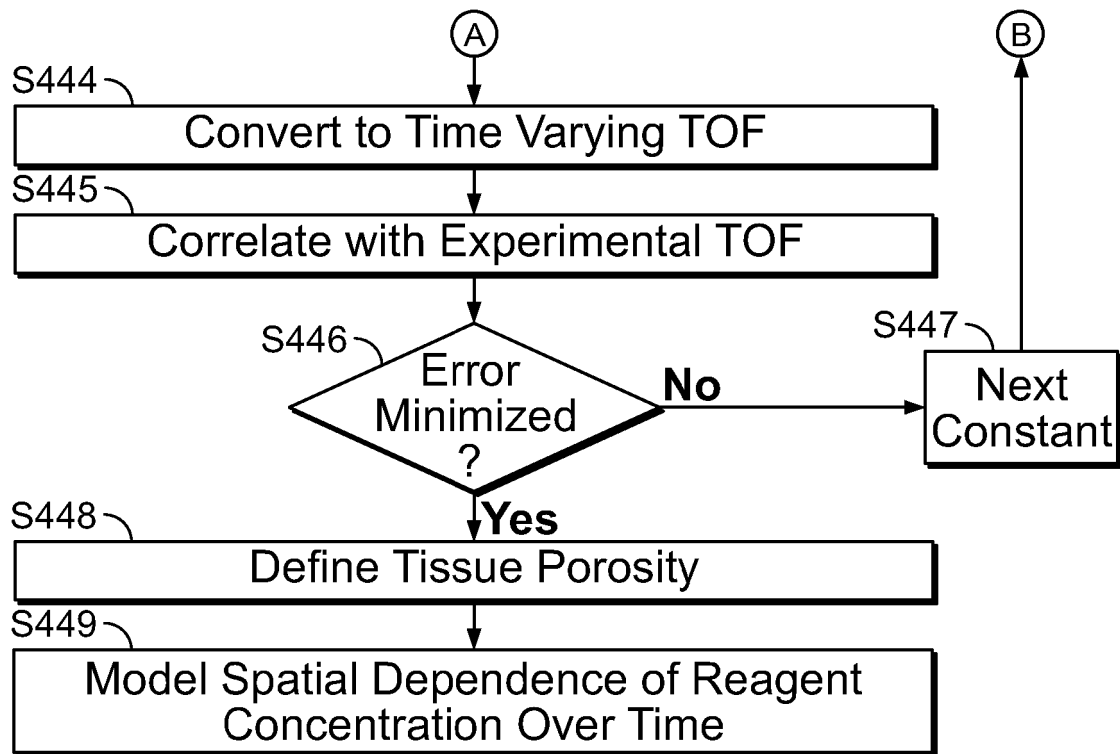 A
B
S444
Convert to Time Varying TOF
S445
Correlate with Experimental TOF
S446
Error
Minimized
?
No
S447
Next
Constant
Yes
S448
Define Tissue Porosity
S449
Model Spatial Dependence of Reagent
Concentration Over Time